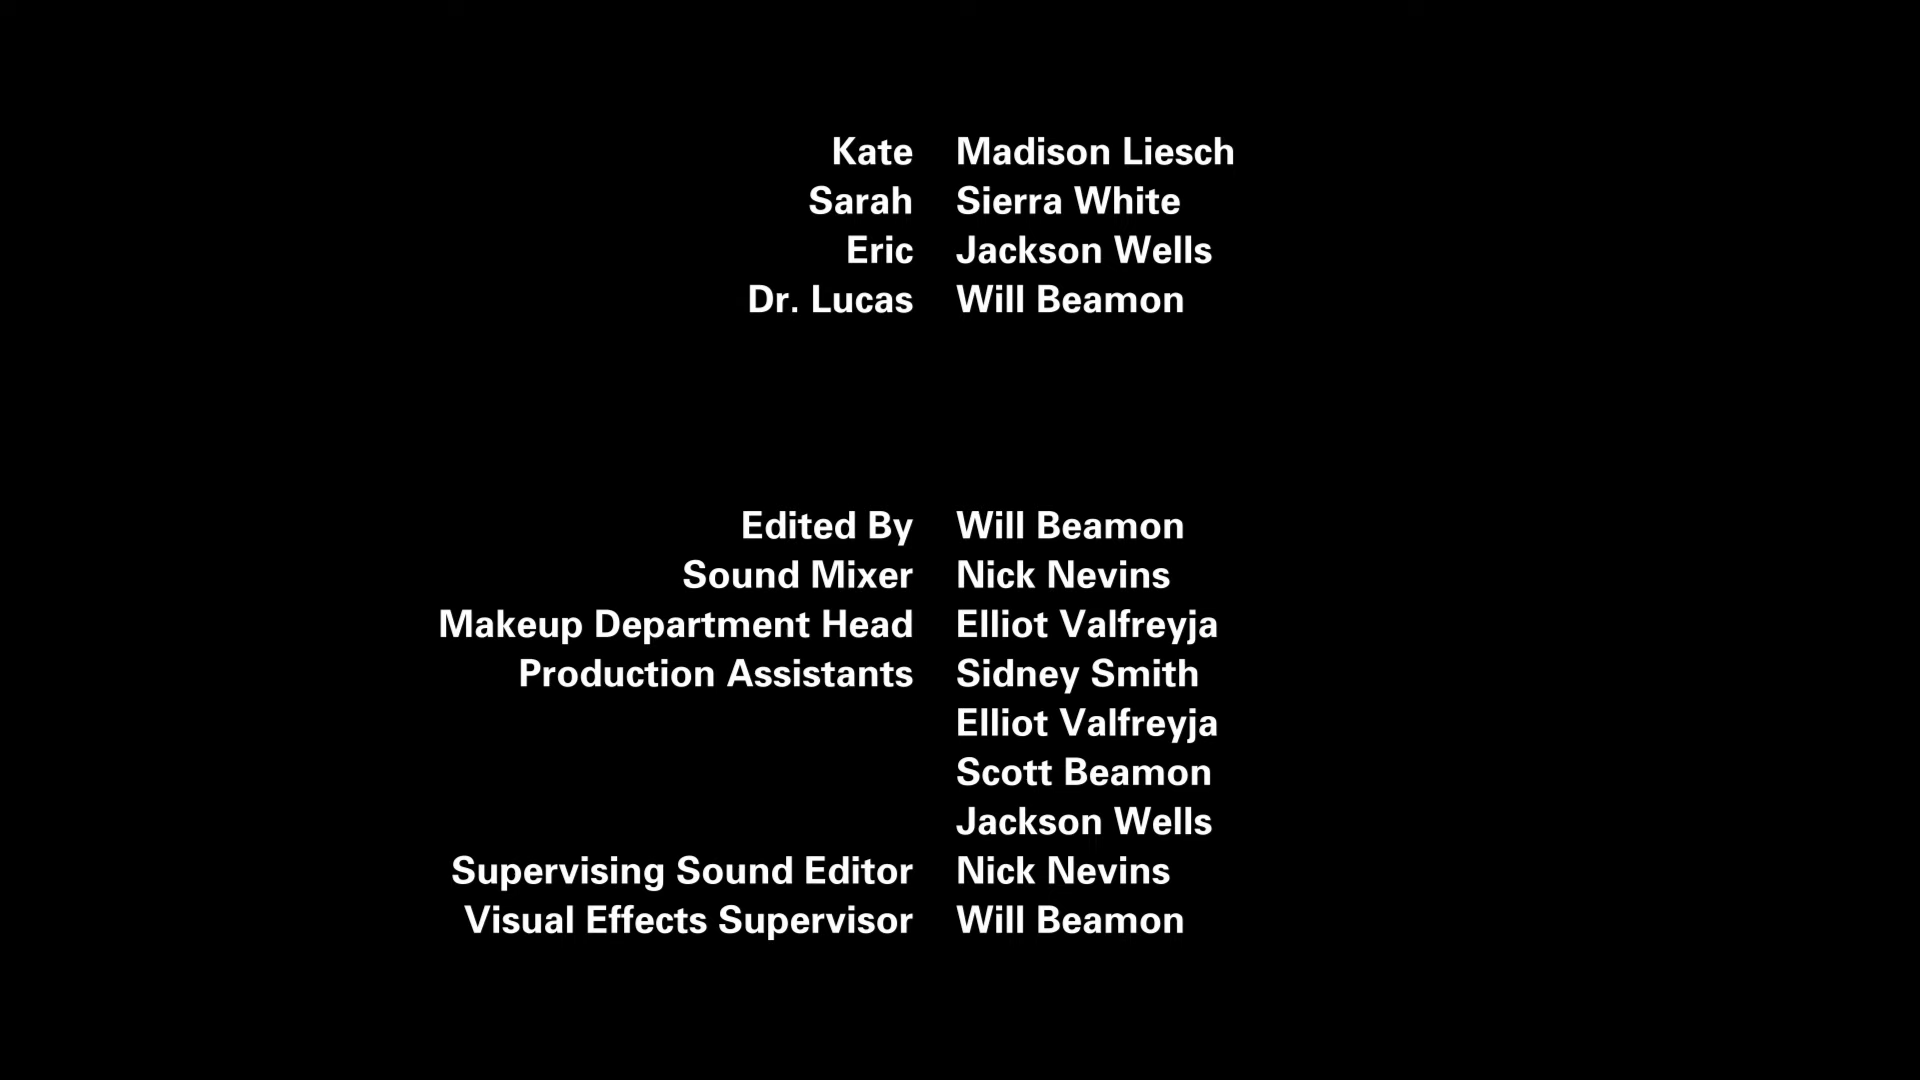 Kate Madison Liesch
Sarah Sierra White
Eric Jackson Wells
Dr. Lucas Will Beamon
Edited By Will Beamon
Sound Mixer Nick Nevins
Makeup Department Head Elliot Valfreyja
Production Assistants Sidney Smith
Elliot Valfreyja
Scott Beamon
Jackson Wells
Supervising Sound Editor Nick Nevins
Visual Effects Supervisor Will Beamon